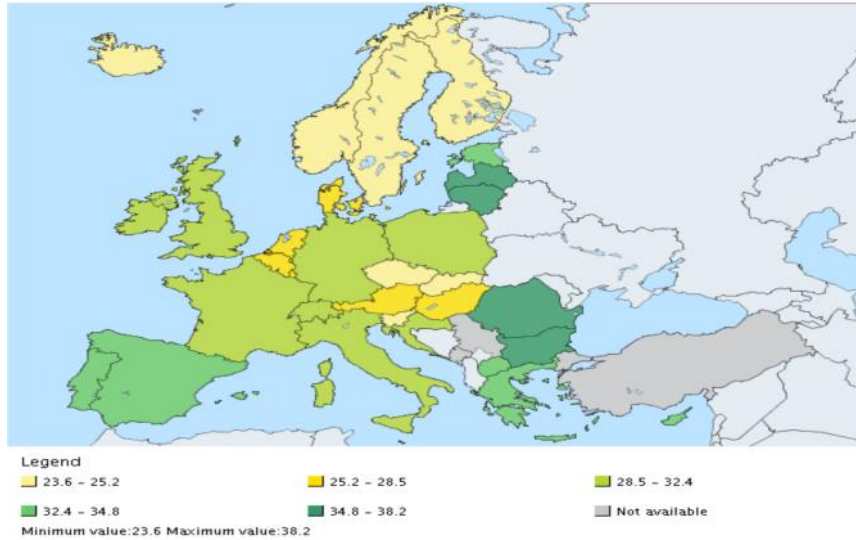 Legend
23.6 - 25.2
25.2 - 28.5
28.5 - 32.4
32.4 - 34.8
34.8 - 38.2
Not available
Minimum value:23.6 Maximum value:38.2